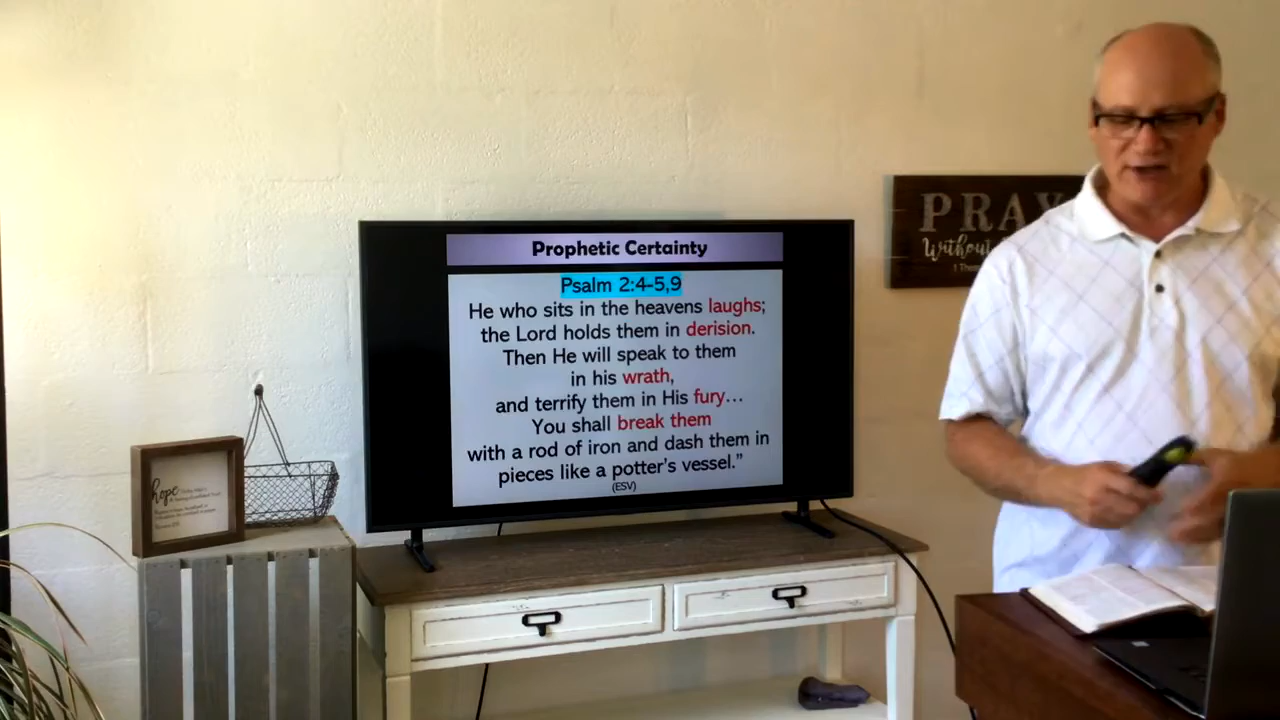 Prophetic Certainty
Psalm 2:4-5,9
He who sits in the heavens laughs;
the Lord holds them in derision.
Then He will speak to them
in his wrath,
and terrify them in His fury…
You shall break them
with a rod of iron and dash them in
pieces like a potter's vessel.”
(ESV)
PRAY
Without
1
hope